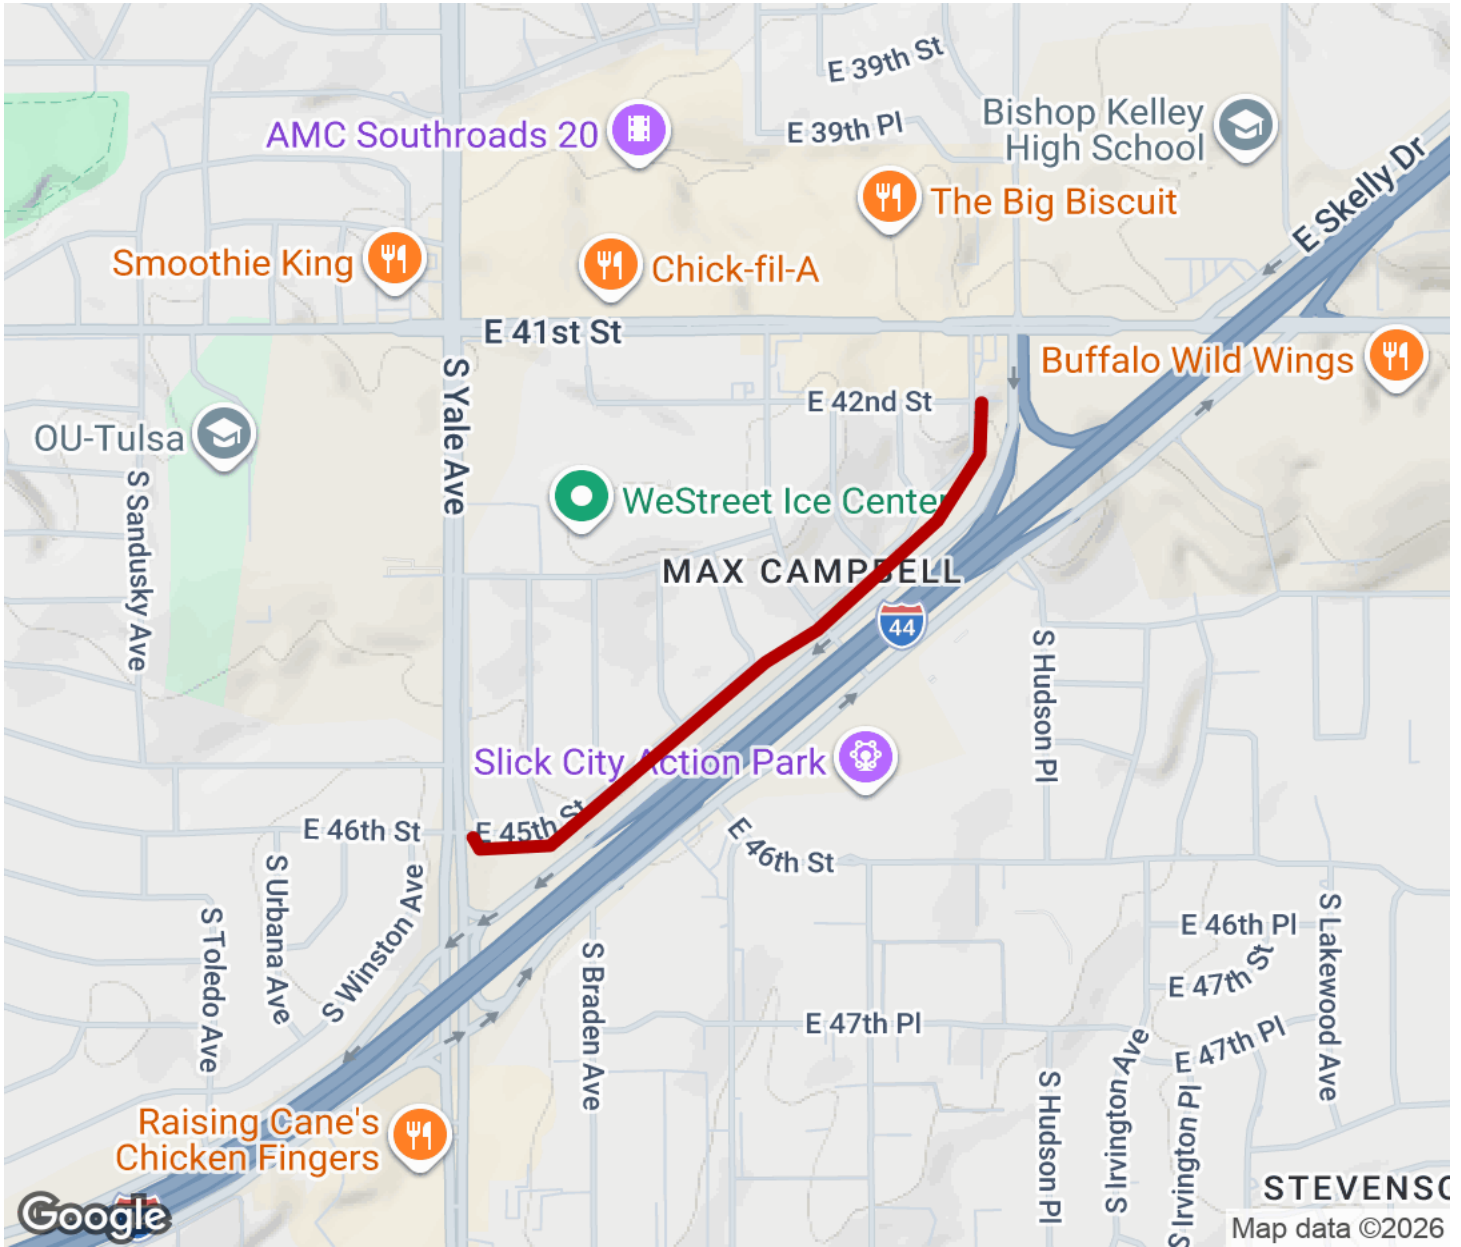 E 39th St
E 39th Pl
AMC Southroads 20
Bishop Kelley
High School
The Big Biscuit
E Skelly Dr
Smoothie King
Chick-fil-A
E 41st St
Buffalo Wild Wings
S Yale Ave
E 42nd St
OU-Tulsa
S Sandusky Ave
WeStreet Ice Center
MAX CAMPBELL
44
S Hudson Pl
Slick City Action Park
E 45th St
E 46th St
E 46th St
S Urbana Ave
S Winston Ave
S Toledo Ave
S Braden Ave
E 46th Pl
E 47th St
S Lakewood Ave
E 47th Pl
E 47th Pl
S Hudson Pl
S Irvington Ave
S Irvington Pl
Raising Cane's
Chicken Fingers
STEVENSO
Google
Map data ©2026